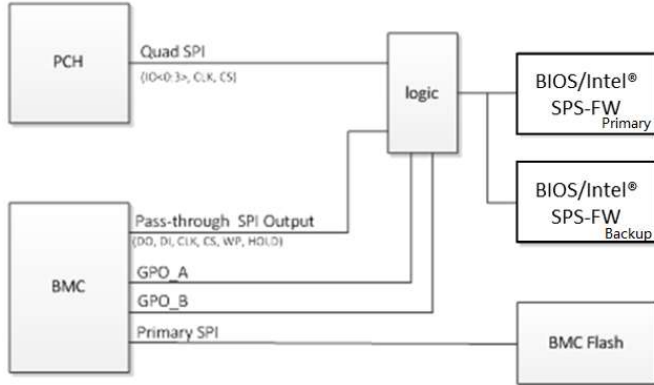 PCH
Quad SPI
(IO<0:3>, CLK, CS)
logic
BIOS/Intel®
SPS-FW
Primary
BIOS/Intel®
SPS-FW
Backup
BMC
Pass-through SPI Output
(DO, DI, CLK, CS, WP, HOLD)
GPO_A
GPO_B
Primary SPI
BMC Flash